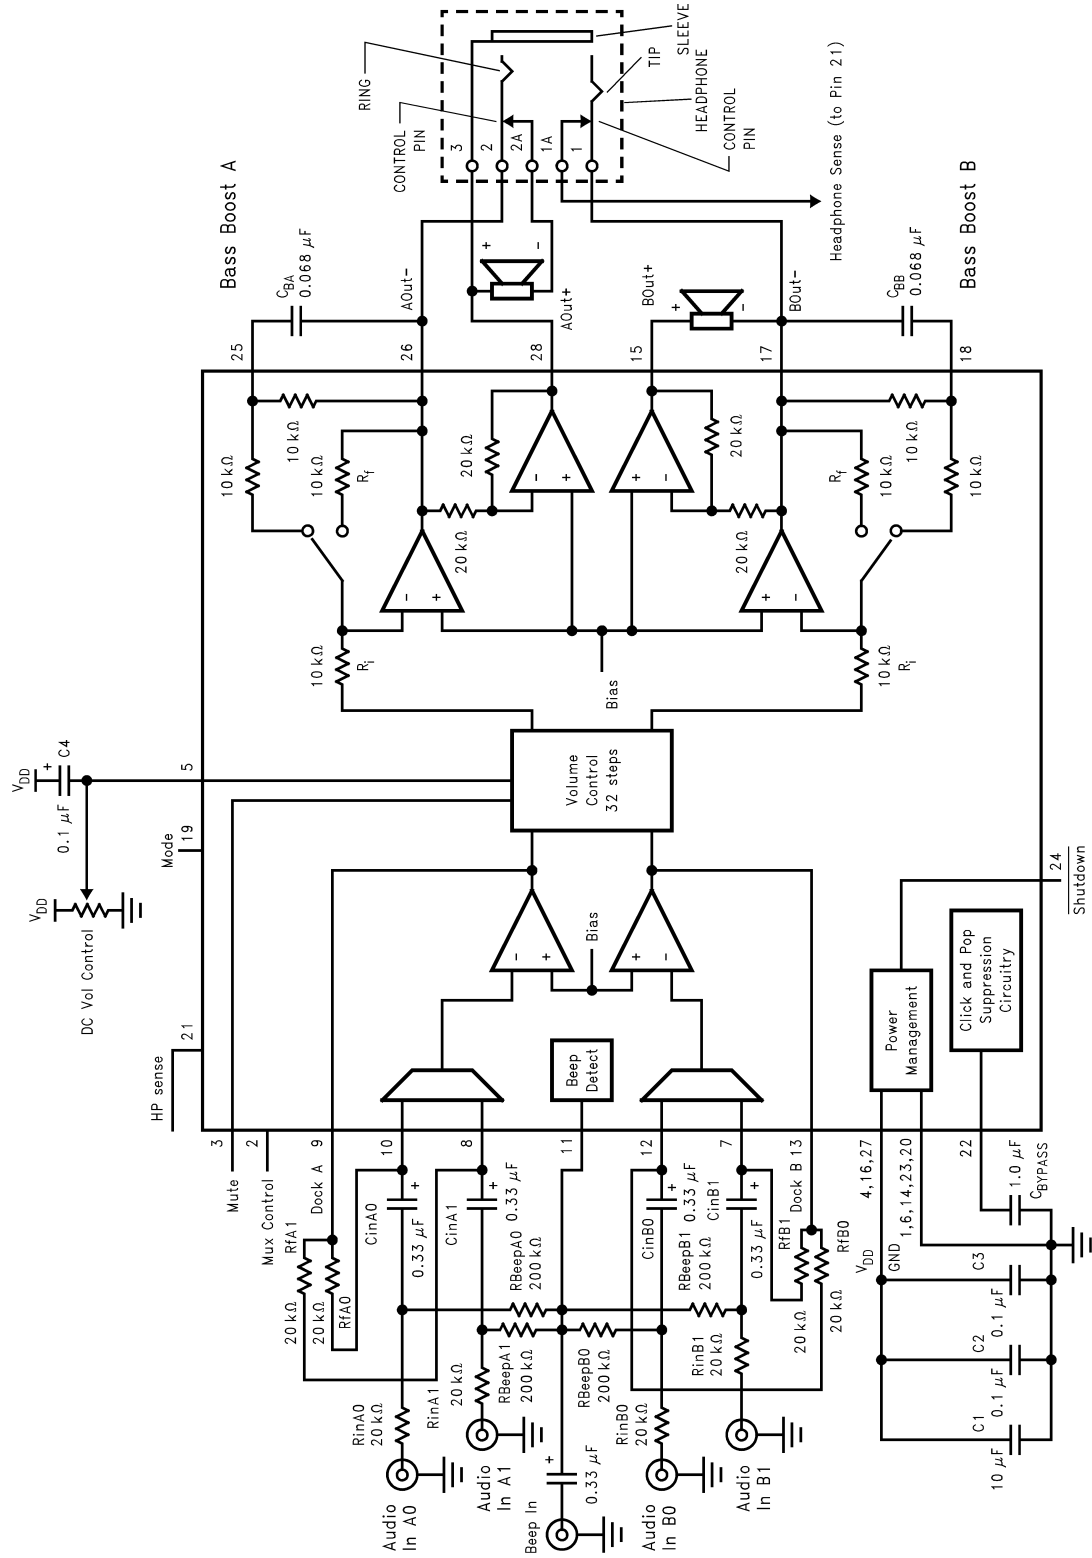 Audio
In A0
RinA0
20 kΩ
Audio
In A1
RinA1
20 kΩ
Beep In
0.33 µF
+
Audio
In B0
RinB0
20 kΩ
Audio
In B1
RinB1
20 kΩ
RBeepA1
200 kΩ
RBeepB0
200 kΩ
RBeepA0
200 kΩ
RBeepB1
200 kΩ
20 kΩ
RfA1
20 kΩ
RfA0
CinA0
0.33 µF
+
CinA1
0.33 µF
+
CinB0
0.33 µF
+
CinB1
0.33 µF
+
RfB1
20 kΩ
RfB0
20 kΩ
Mute
3
Mux Control
2
Dock A
9
10
8
11
12
7
Dock B 13
VDD
4,16,27
GND
1,6,14,23,20
22
C1
10 µF
C2
0.1 µF
C3
0.1 µF
1.0 µF
CBYPASS
HP sense
21
DC Vol Control
VDD
Mode
19
VDD
+
C4
0.1 µF
5
Beep
Detect
Power
Management
Click and Pop
Suppression
Circuitry
24
Shutdown
-
+
Bias
+
-
Volume
Control
32 steps
10 kΩ
Ri
10 kΩ
Ri
Bias
-
+
+
-
10 kΩ
10 kΩ
Rf
10 kΩ
20 kΩ
20 kΩ
-
+
+
-
20 kΩ
20 kΩ
Rf
10 kΩ
10 kΩ
10 kΩ
25
26
28
15
17
18
CBA
0.068 µF
Bass Boost A
AOut-
AOut+
+
-
BOut+
+
-
BOut-
CBB
0.068 µF
Bass Boost B
Headphone Sense (to Pin 21)
3
2
2A
1A
1
CONTROL
PIN
RING
SLEEVE
TIP
HEADPHONE
CONTROL
PIN